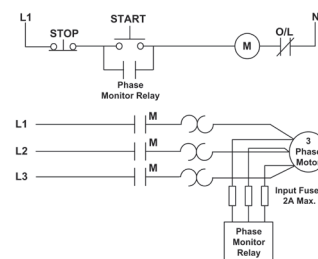 L1
START
N
STOP
O/L
M
Phase
Monitor Relay
L1
M
L2
M
3
Phase
Motor
L3
M
Input Fuse
2A Max.
Phase
Monitor
Relay